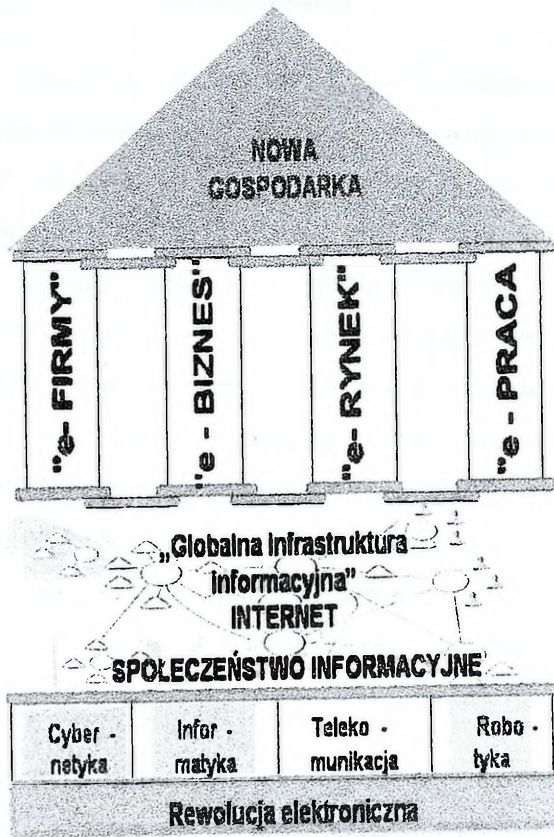 NOWA
GOSPODARKA
"e- FIRMY"
"e - BIZNES"
"e- RYNEK"
"e - PRACA
„Globalna infrastruktura
informacyjna”
INTERNET
SPOŁECZEŃSTWO INFORMACYJNE
Cyber -
netyka
Infor -
matyka
Teleko -
munikacja
Robo -
tyka
Rewolucja elektroniczna